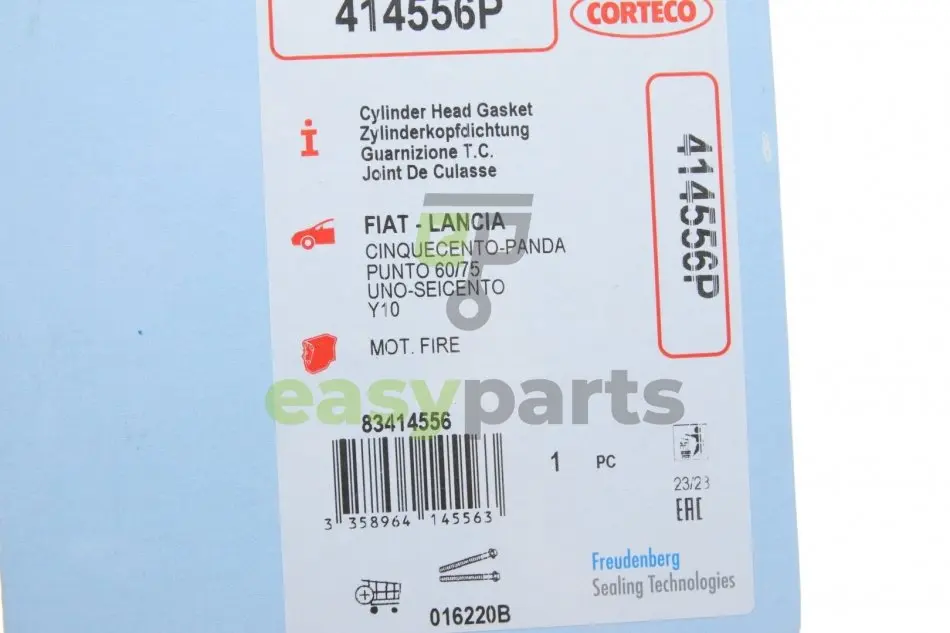 414556P
CORTECO
Cylinder Head Gasket
Zylinderkopfdichtung
Guarnizione T.C.
Joint De Culasse
FIAT - LANCIA
CINQUECENTO-PANDA
PUNTO 60/75
UNO-SEICENTO
Y10
MOT. FIRE
414556P
easyparts
83414556
3 358964 145563
1 PC
23/23
EAC
Freudenberg
Sealing Technologies
016220B